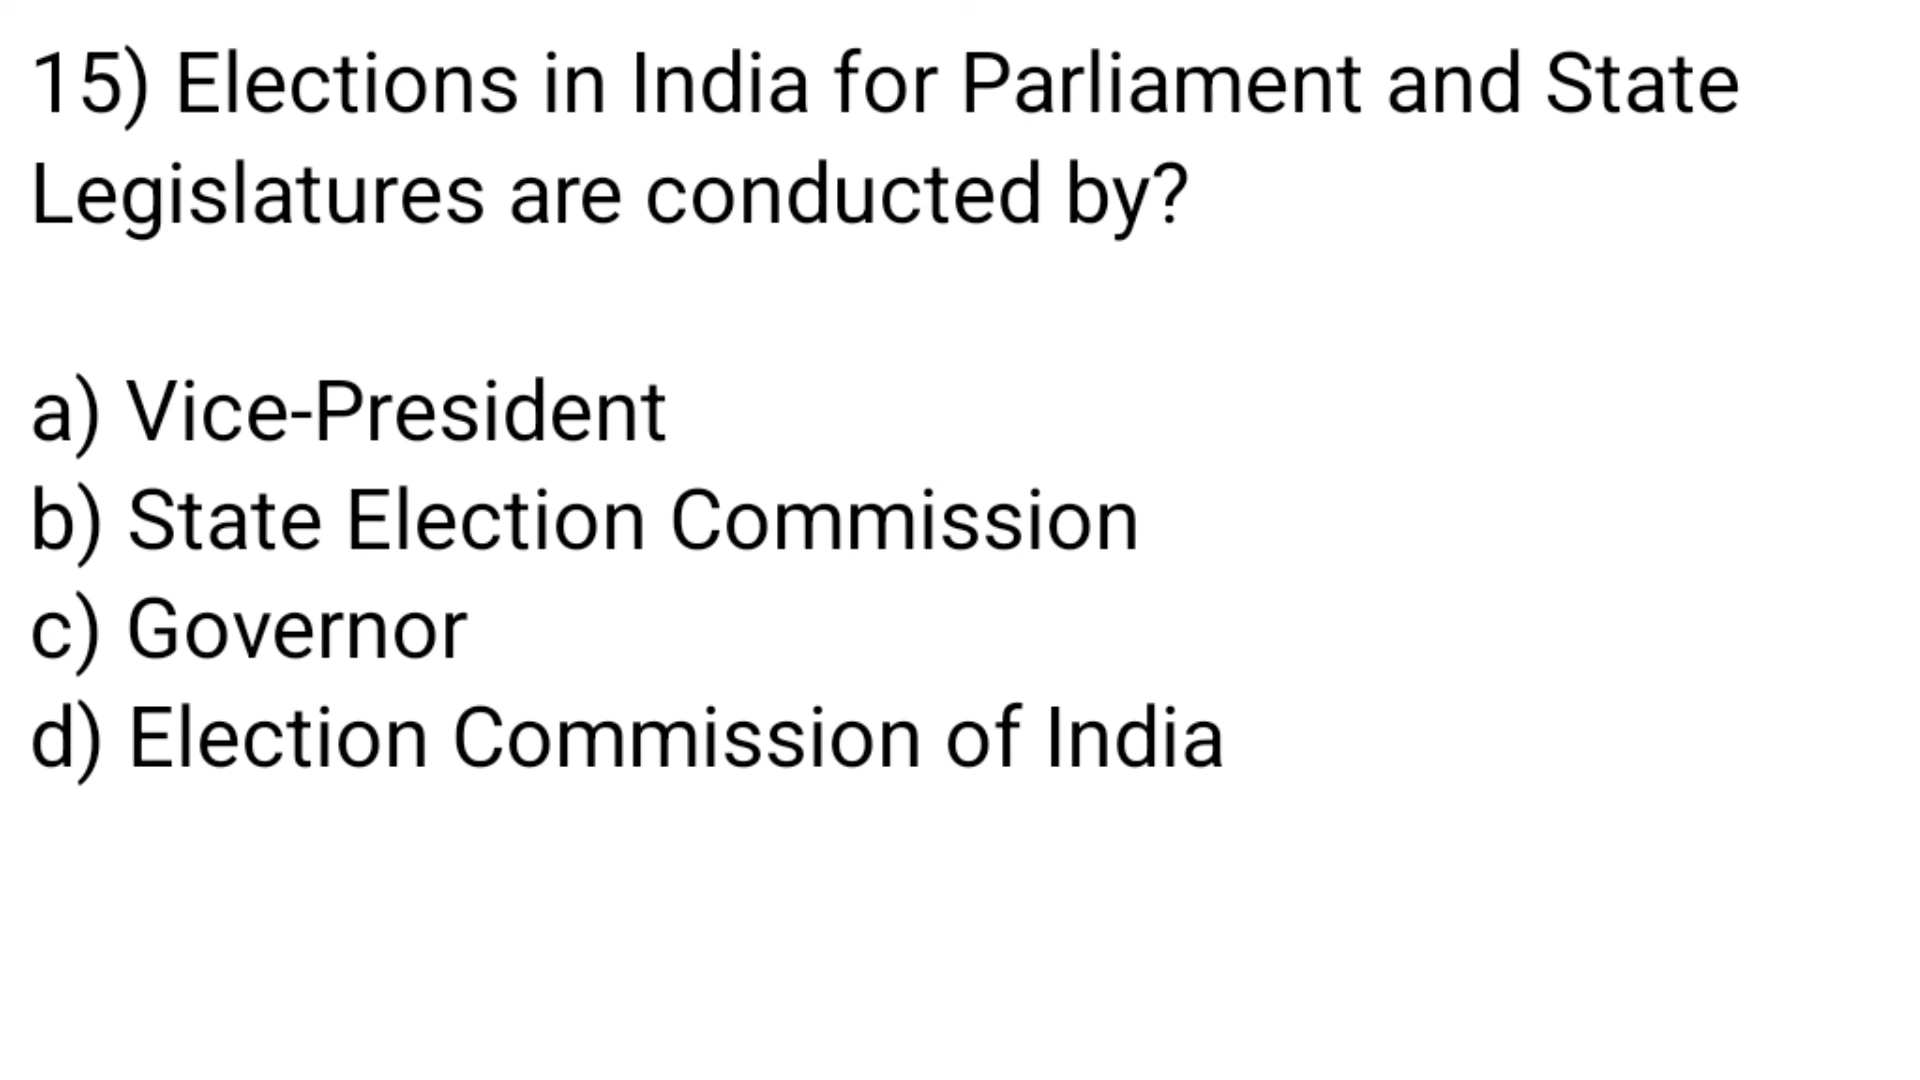 15) Elections in India for Parliament and State
Legislatures are conducted by?
a) Vice-President
b) State Election Commission
c) Governor
d) Election Commission of India